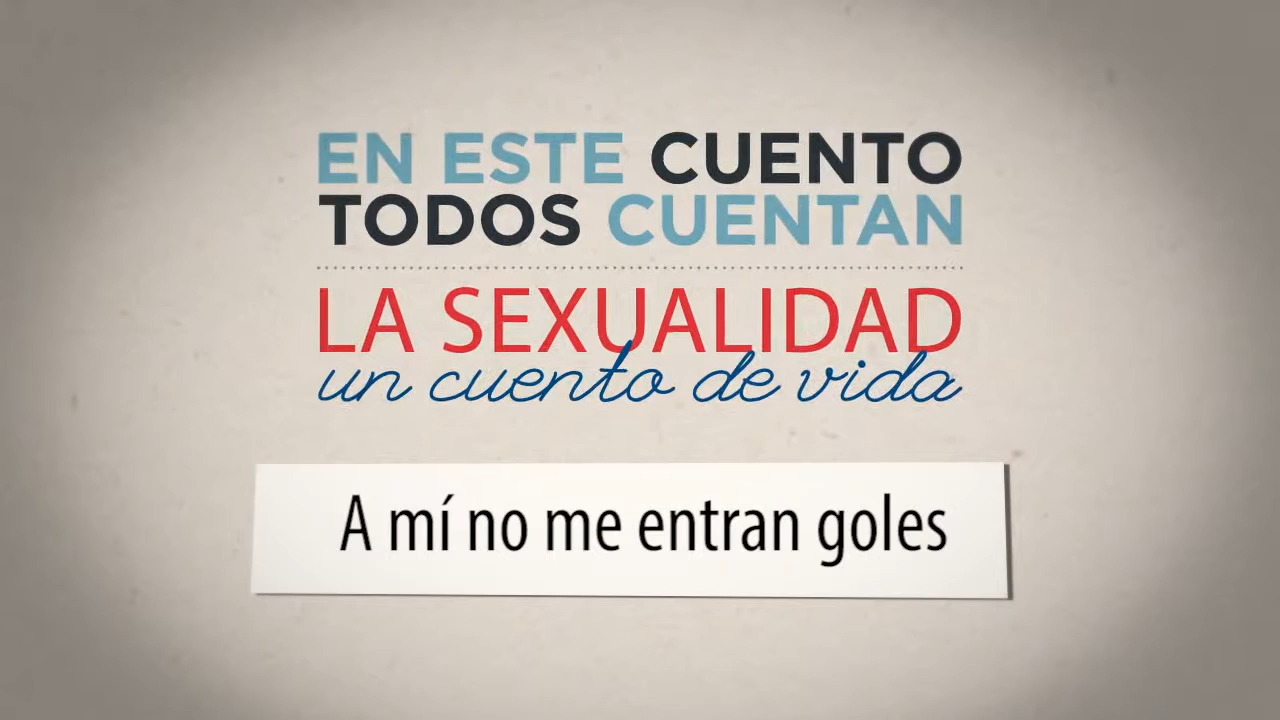 EN ESTE CUENTO
TODOS CUENTAN
LA SEXUALIDAD
un cuento de vida
A mí no me entran goles